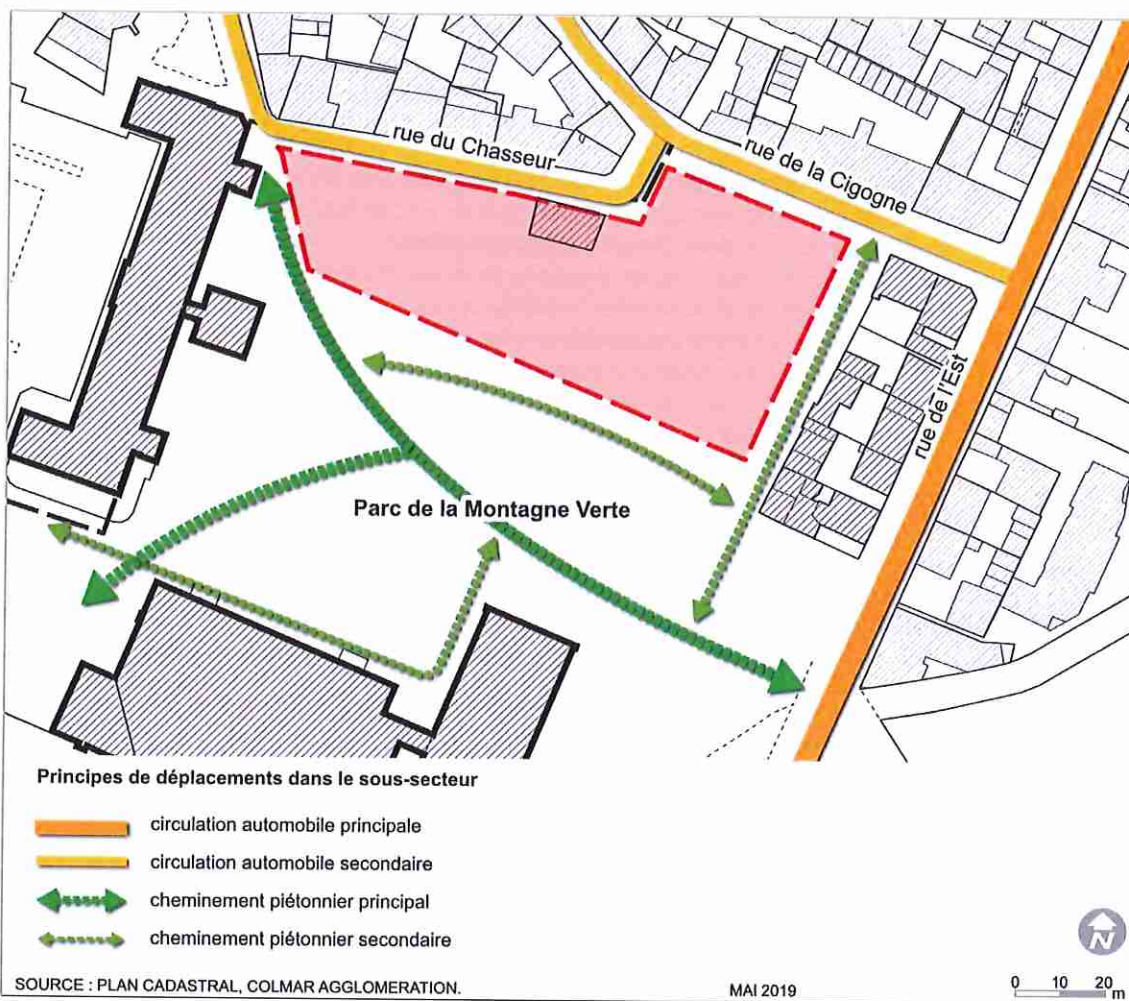 rue du Chasseur
rue de la Cigogne
rue de l'Est
Parc de la Montagne Verte
Principes de déplacements dans le sous-secteur
circulation automobile principale
circulation automobile secondaire
cheminement piétonnier principal
cheminement piétonnier secondaire
N
SOURCE : PLAN CADASTRAL, COLMAR AGGLOMERATION.
MAI 2019
0 10 20 m